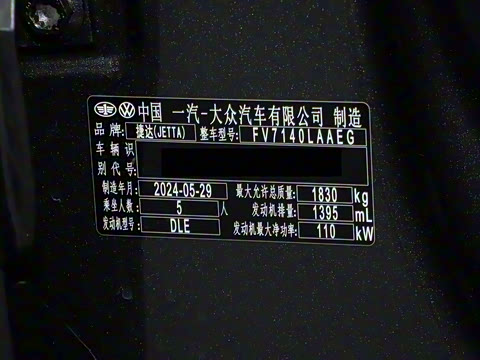 中国 一汽-大众汽车有限公司 制造
品牌: 捷达(JETTA) 整车型号: FV7140LAAEG
车辆识
别代号:
制造年月: 2024-05-29 最大允许总质量: 1830 kg
乘坐人数: 5 人 发动机排量: 1395 mL
发动机型号: DLE 发动机最大净功率: 110 kW